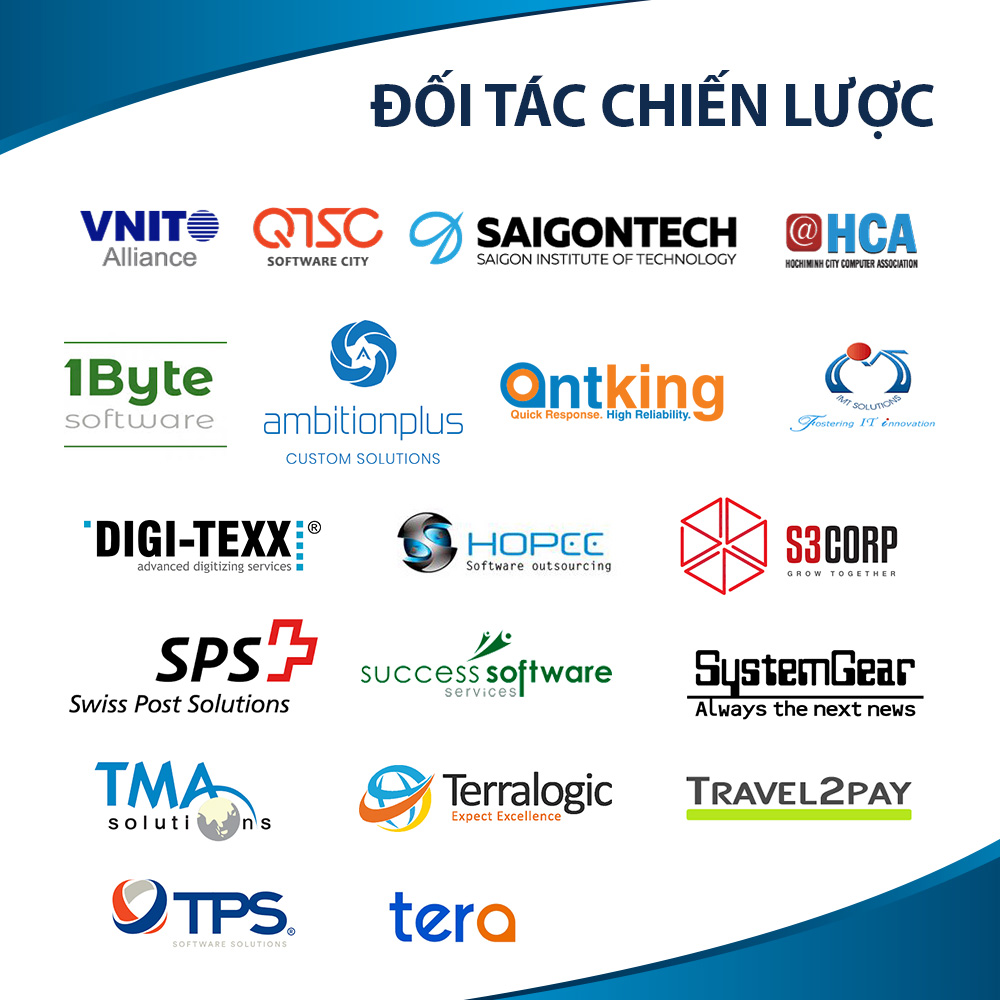 ĐỐI TÁC CHIẾN LƯỢC
VNITO
Alliance
QTSC
SOFTWARE CITY
SAIGONTECH
SAIGON INSTITUTE OF TECHNOLOGY
@HCA
HOCHIMINH CITY COMPUTER ASSOCIATION
1Byte
software
A
ambitionplus
CUSTOM SOLUTIONS
antking
Quick Response. High Reliability.
IMT SOLUTIONS
Fostering IT innovation
DIGI-TEXX®
advanced digitizing services
HOPEE
Software outsourcing
S3CORP
GROW TOGETHER
SPS
Swiss Post Solutions
success software
services
SystemGear
Always the next news
TMA
solutions
Terralogic
Expect Excellence
TRAVEL2PAY
TPS®
SOFTWARE SOLUTIONS
tera